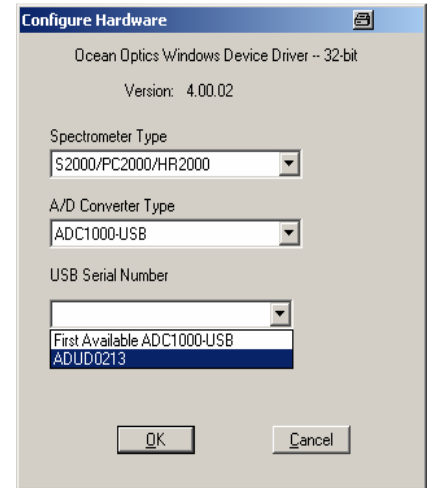 Configure Hardware
Ocean Optics Windows Device Driver -- 32-bit
Version: 4.00.02
Spectrometer Type
S2000/PC2000/HR2000
A/D Converter Type
ADC1000-USB
USB Serial Number
First Available ADC1000-USB
ADUD0213
OK
Cancel